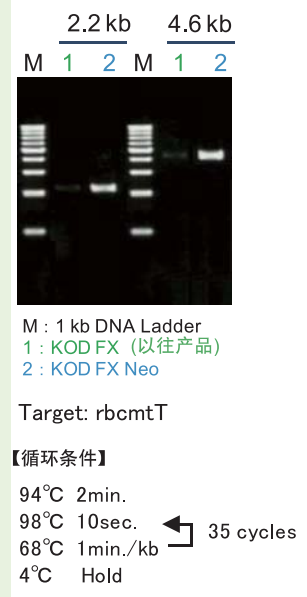 2.2 kb 4.6 kb
M 1 2 M 1 2
M : 1 kb DNA Ladder
1 : KOD FX (以往产品)
2 : KOD FX Neo
Target: rbcmtT
【循环条件】
94℃ 2min.
98℃ 10sec.
68℃ 1min./kb
35 cycles
4℃ Hold